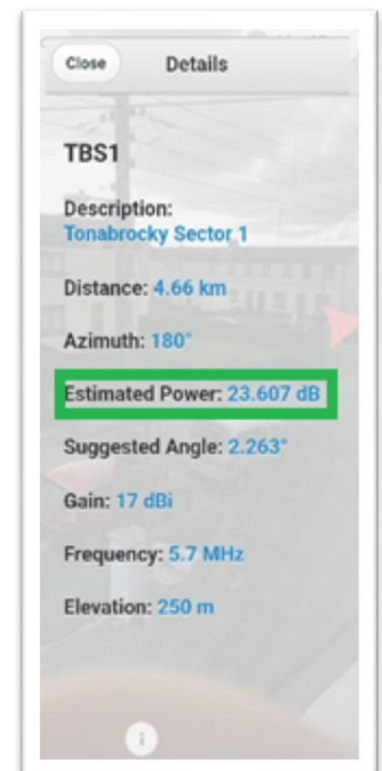 Close
Details
TBS1
Description:
Tonabrocky Sector 1
Distance: 4.66 km
Azimuth: 180°
Estimated Power: 23.607 dB
Suggested Angle: 2.263°
Gain: 17 dBi
Frequency: 5.7 MHz
Elevation: 250 m
i